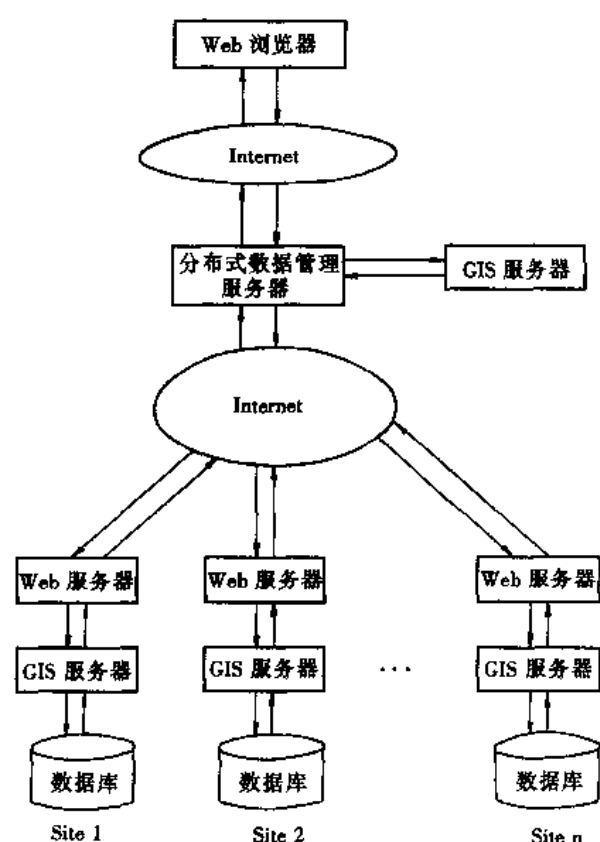 Web 浏览器
Internet
分布式数据管理
服务器
GIS 服务器
Internet
Web 服务器
Web 服务器
Web 服务器
GIS 服务器
GIS 服务器
...
GIS 服务器
数据库
数据库
数据库
Site 1
Site 2
Site n